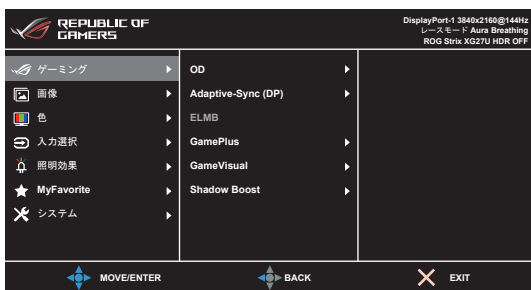 REPUBLIC OF
GAMERS
DisplayPort-1 3840x2160@144Hz
レースモード Aura Breathing
ROG Strix XG27U HDR OFF
ゲーミング
画像
色
入力選択
照明効果
MyFavorite
システム
OD
Adaptive-Sync (DP)
ELMB
GamePlus
GameVisual
Shadow Boost
MOVE/ENTER
BACK
EXIT